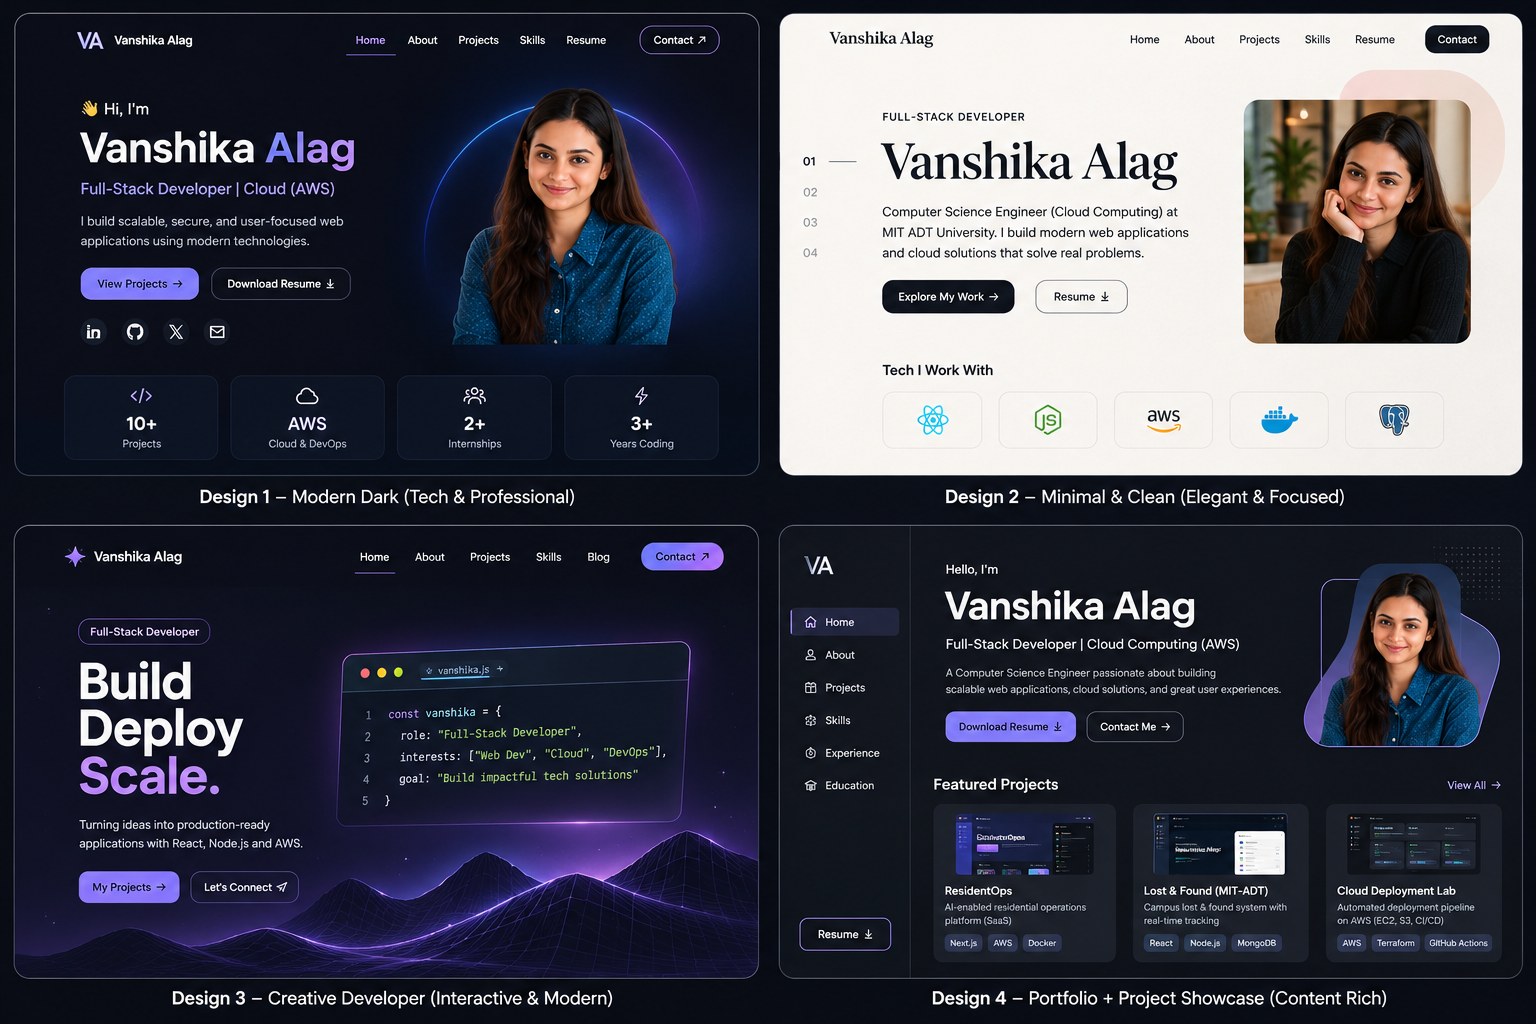 VA Vanshika Alag
Home About Projects Skills Resume Contact ↗
👋 Hi, I'm
Vanshika Alag
Full-Stack Developer | Cloud (AWS)
I build scalable, secure, and user-focused web
applications using modern technologies.
View Projects → Download Resume ↓
in
10+
Projects
AWS
Cloud & DevOps
2+
Internships
3+
Years Coding
Design 1 – Modern Dark (Tech & Professional)
Vanshika Alag
Home About Projects Skills Resume Contact
01
02
03
04
FULL-STACK DEVELOPER
Vanshika Alag
Computer Science Engineer (Cloud Computing) at
MIT ADT University. I build modern web applications
and cloud solutions that solve real problems.
Explore My Work → Resume ↓
Tech I Work With
JS
aws
Design 2 – Minimal & Clean (Elegant & Focused)
Vanshika Alag
Home About Projects Skills Blog Contact ↗
Full-Stack Developer
Build
Deploy
Scale.
Turning ideas into production-ready
applications with React, Node.js and AWS.
My Projects → Let's Connect
vanshika.js +
1 const vanshika = {
2 role: "Full-Stack Developer",
3 interests: ["Web Dev", "Cloud", "DevOps"],
4 goal: "Build impactful tech solutions"
5 }
Design 3 – Creative Developer (Interactive & Modern)
VA
Home
About
Projects
Skills
Experience
Education
Resume ↓
Hello, I'm
Vanshika Alag
Full-Stack Developer | Cloud Computing (AWS)
A Computer Science Engineer passionate about building
scalable web applications, cloud solutions, and great user experiences.
Download Resume ↓ Contact Me →
Featured Projects View All →
ResidentOps
AI-enabled residential operations
platform (SaaS)
Next.js AWS Docker
Lost & Found (MIT-ADT)
Campus lost & found system with
real-time tracking
React Node.js MongoDB
Cloud Deployment Lab
Automated deployment pipeline
on AWS (EC2, S3, CI/CD)
AWS Terraform GitHub Actions
Design 4 – Portfolio + Project Showcase (Content Rich)